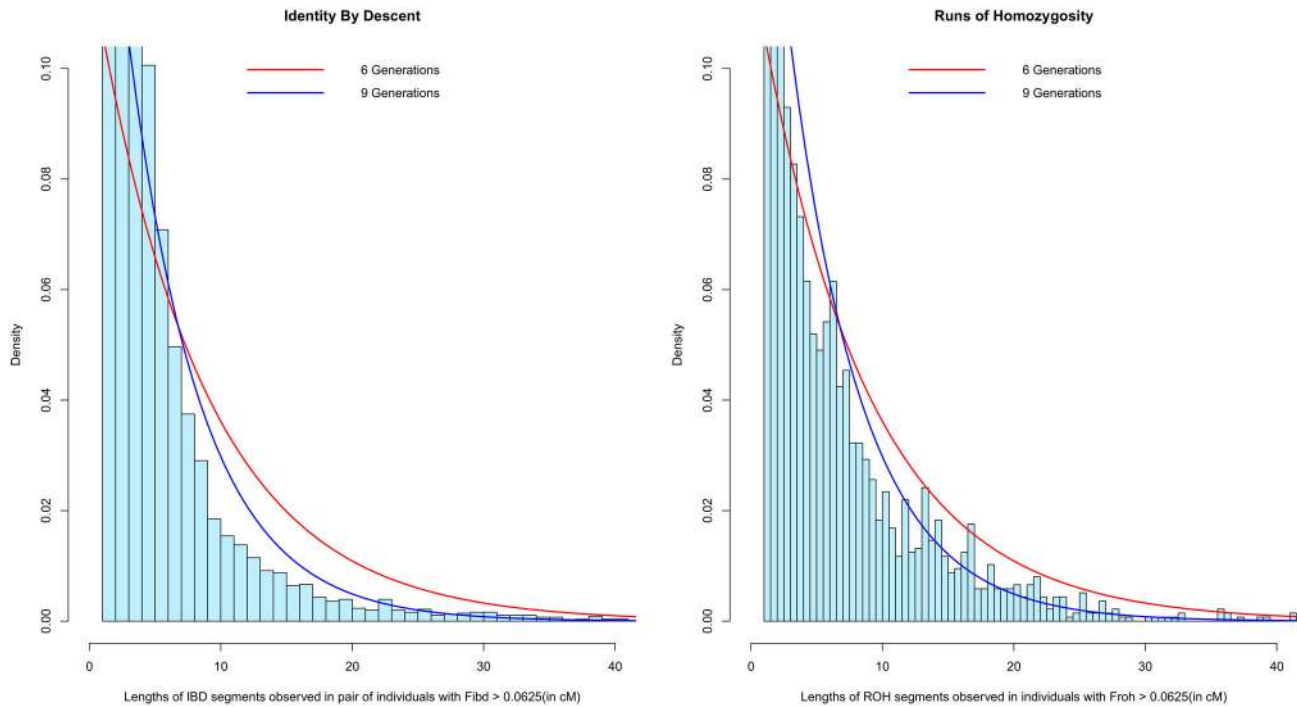 Identity By Descent
6 Generations
9 Generations
0.10
0.08
0.06
0.04
0.02
0.00
Density
0
10
20
30
40
Lengths of IBD segments observed in pair of individuals with Fibd > 0.0625(in cM)
Runs of Homozygosity
6 Generations
9 Generations
0.10
0.08
0.06
0.04
0.02
0.00
Density
0
10
20
30
40
Lengths of ROH segments observed in individuals with Froh > 0.0625(in cM)